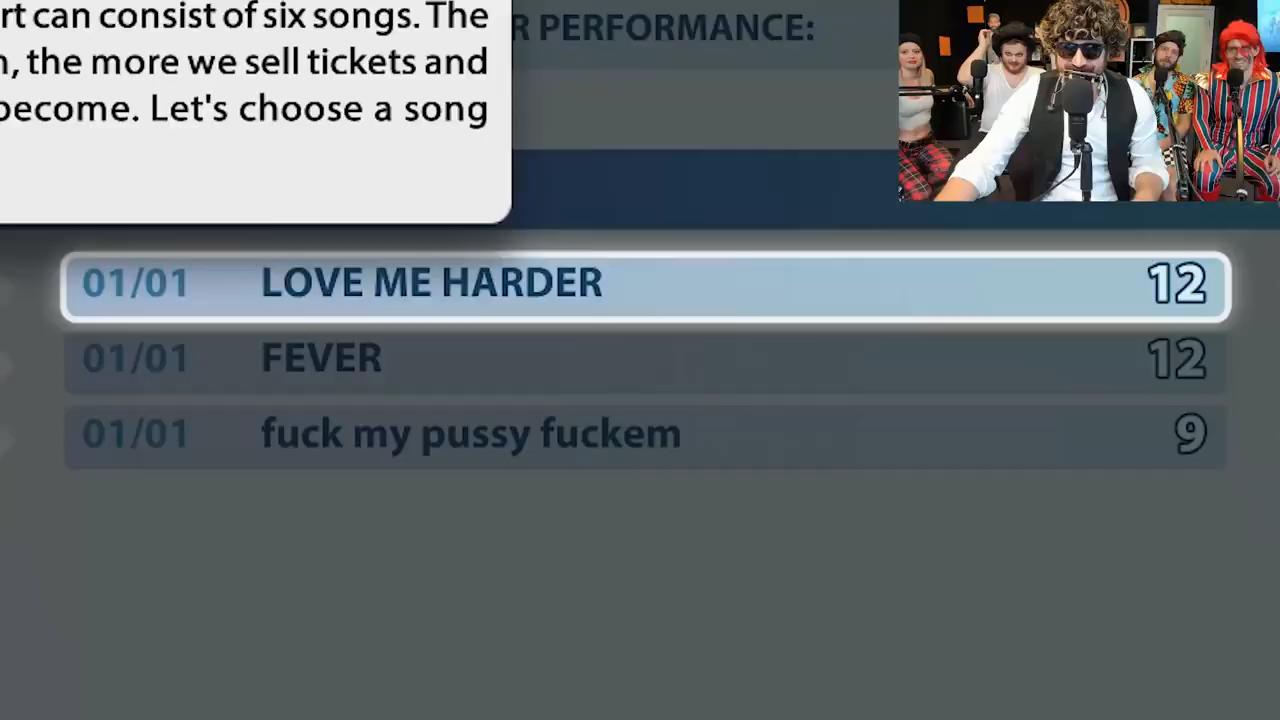 rt can consist of six songs. The
R PERFORMANCE:
, the more we sell tickets and
become. Let's choose a song
01/01 LOVE ME HARDER 12
01/01 FEVER 12
01/01 fuck my pussy fuckem 9